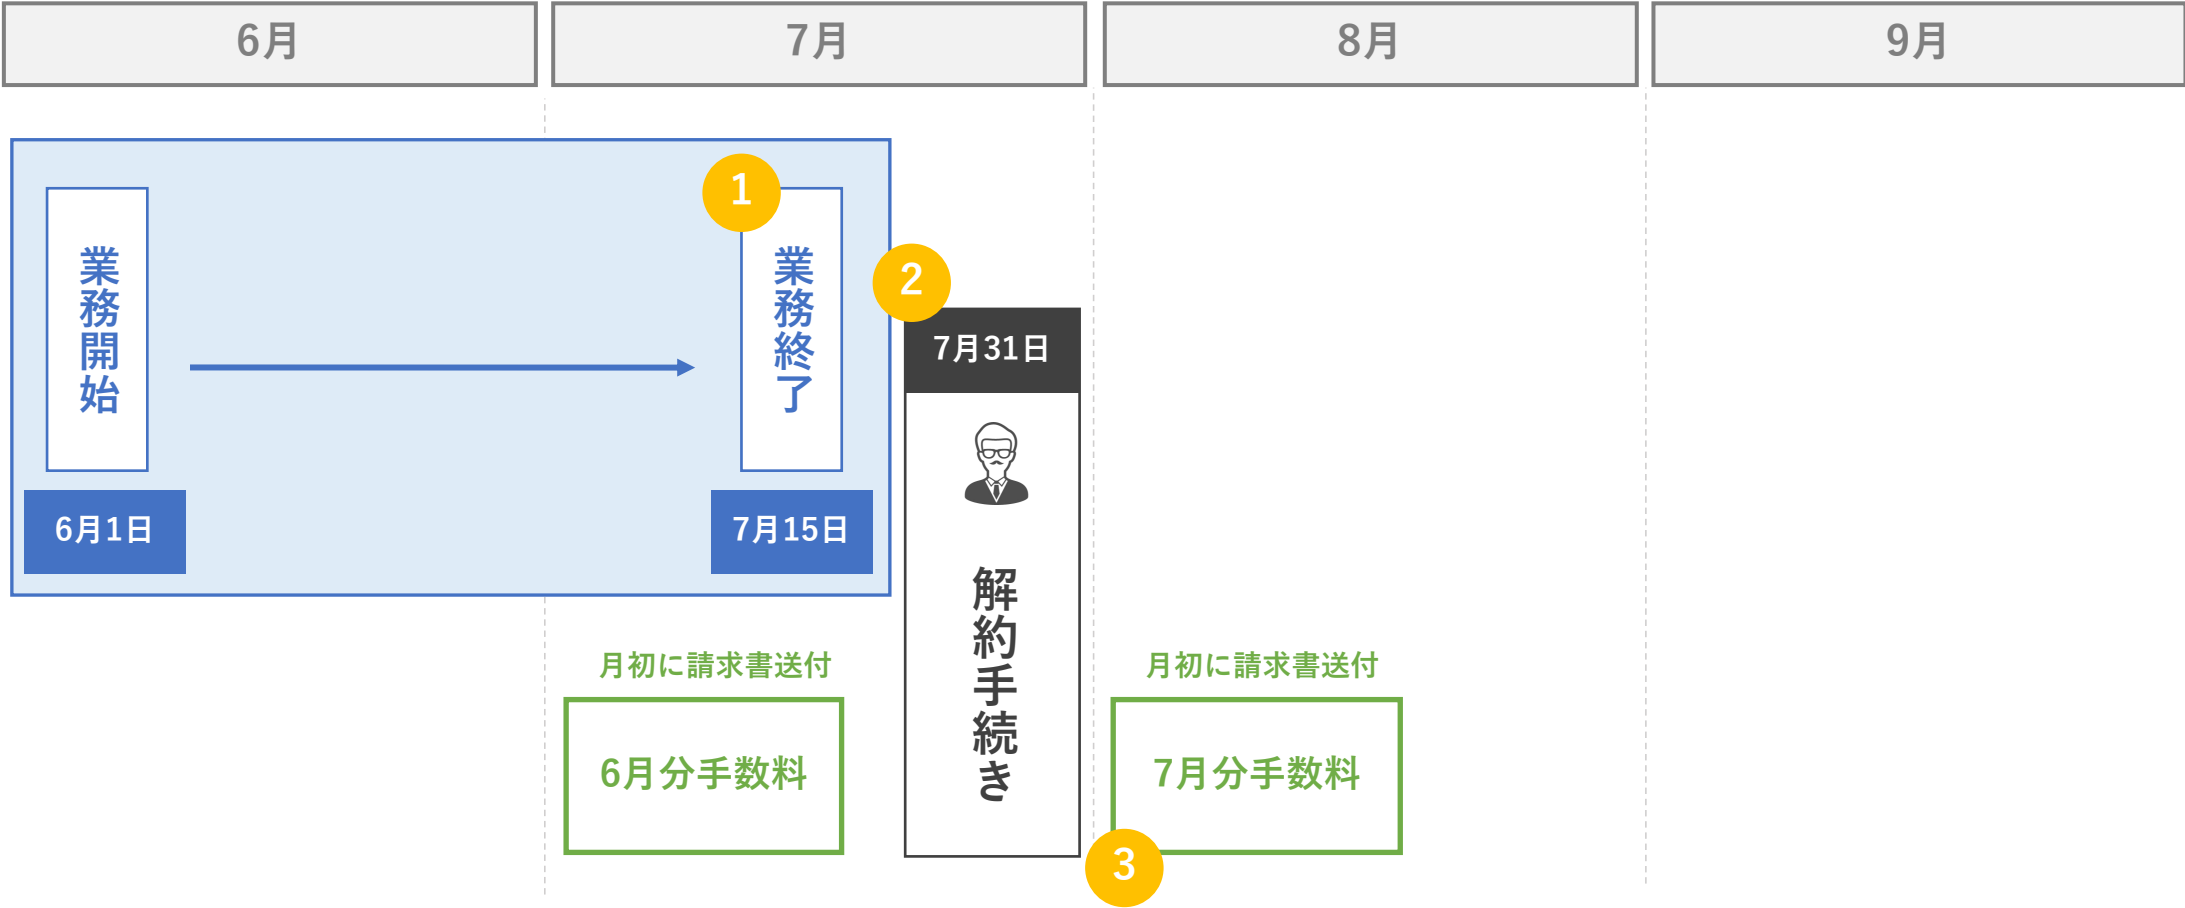 6月
7月
8月
9月
業務開始
6月1日
1
業務終了
7月15日
2
7月31日
解約手続き
月初に請求書送付
6月分手数料
月初に請求書送付
7月分手数料
3